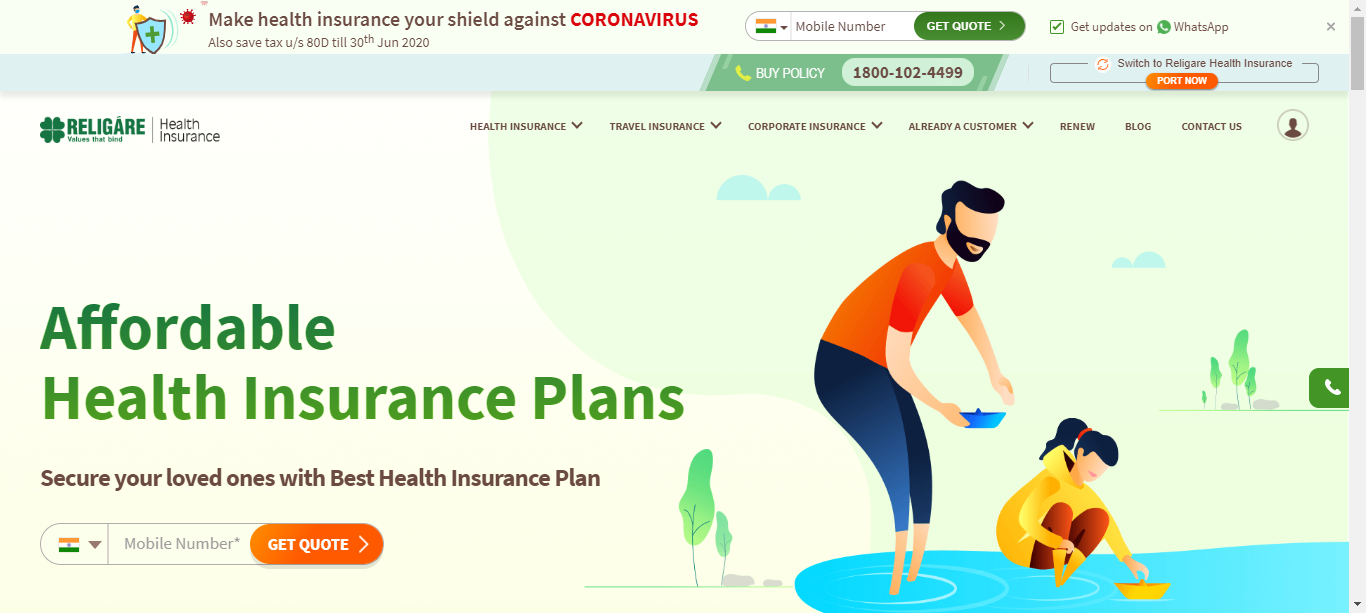 Make health insurance your shield against CORONAVIRUS
Also save tax u/s 80D till 30th Jun 2020
Mobile Number
GET QUOTE
Get updates on WhatsApp
BUY POLICY
1800-102-4499
Switch to Religare Health Insurance
PORT NOW
RELIGARE
Values that bind
Health
Insurance
HEALTH INSURANCE
TRAVEL INSURANCE
CORPORATE INSURANCE
ALREADY A CUSTOMER
RENEW
BLOG
CONTACT US
Affordable
Health Insurance Plans
Secure your loved ones with Best Health Insurance Plan
Mobile Number*
GET QUOTE